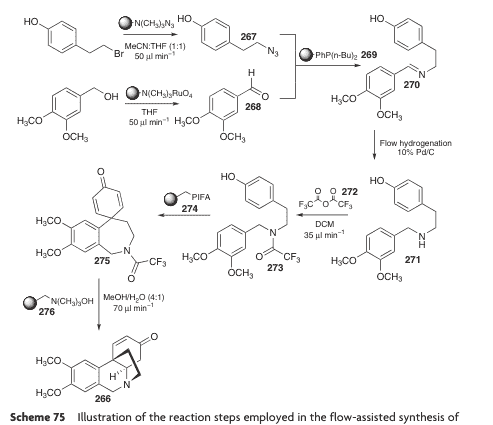 HO
Br
N(CH₃)₃N₃
MeCN:THF (1:1)
50 µl min⁻¹
HO
267
N₃
PhP(n-Bu)₂ 269
HO
N
270
CH₃O
OCH₃
OH
H₃CO
OCH₃
N(CH₃)₃RuO₄
THF
50 µl min⁻¹
H
O
268
H₃CO
OCH₃
Flow hydrogenation
10% Pd/C
O
H₃CO
H₃CO
N
275
O
CF₃
PIFA
274
HO
N
H₃CO
OCH₃
O
CF₃
273
O O
272
F₃C O CF₃
DCM
35 µl min⁻¹
HO
N
H
271
H₃CO
OCH₃
N(CH₃)₃OH
276
MeOH/H₂O (4:1)
70 µl min⁻¹
O
H₃CO
H₃CO
H
N
266
Scheme 75 Illustration of the reaction steps employed in the flow-assisted synthesis of